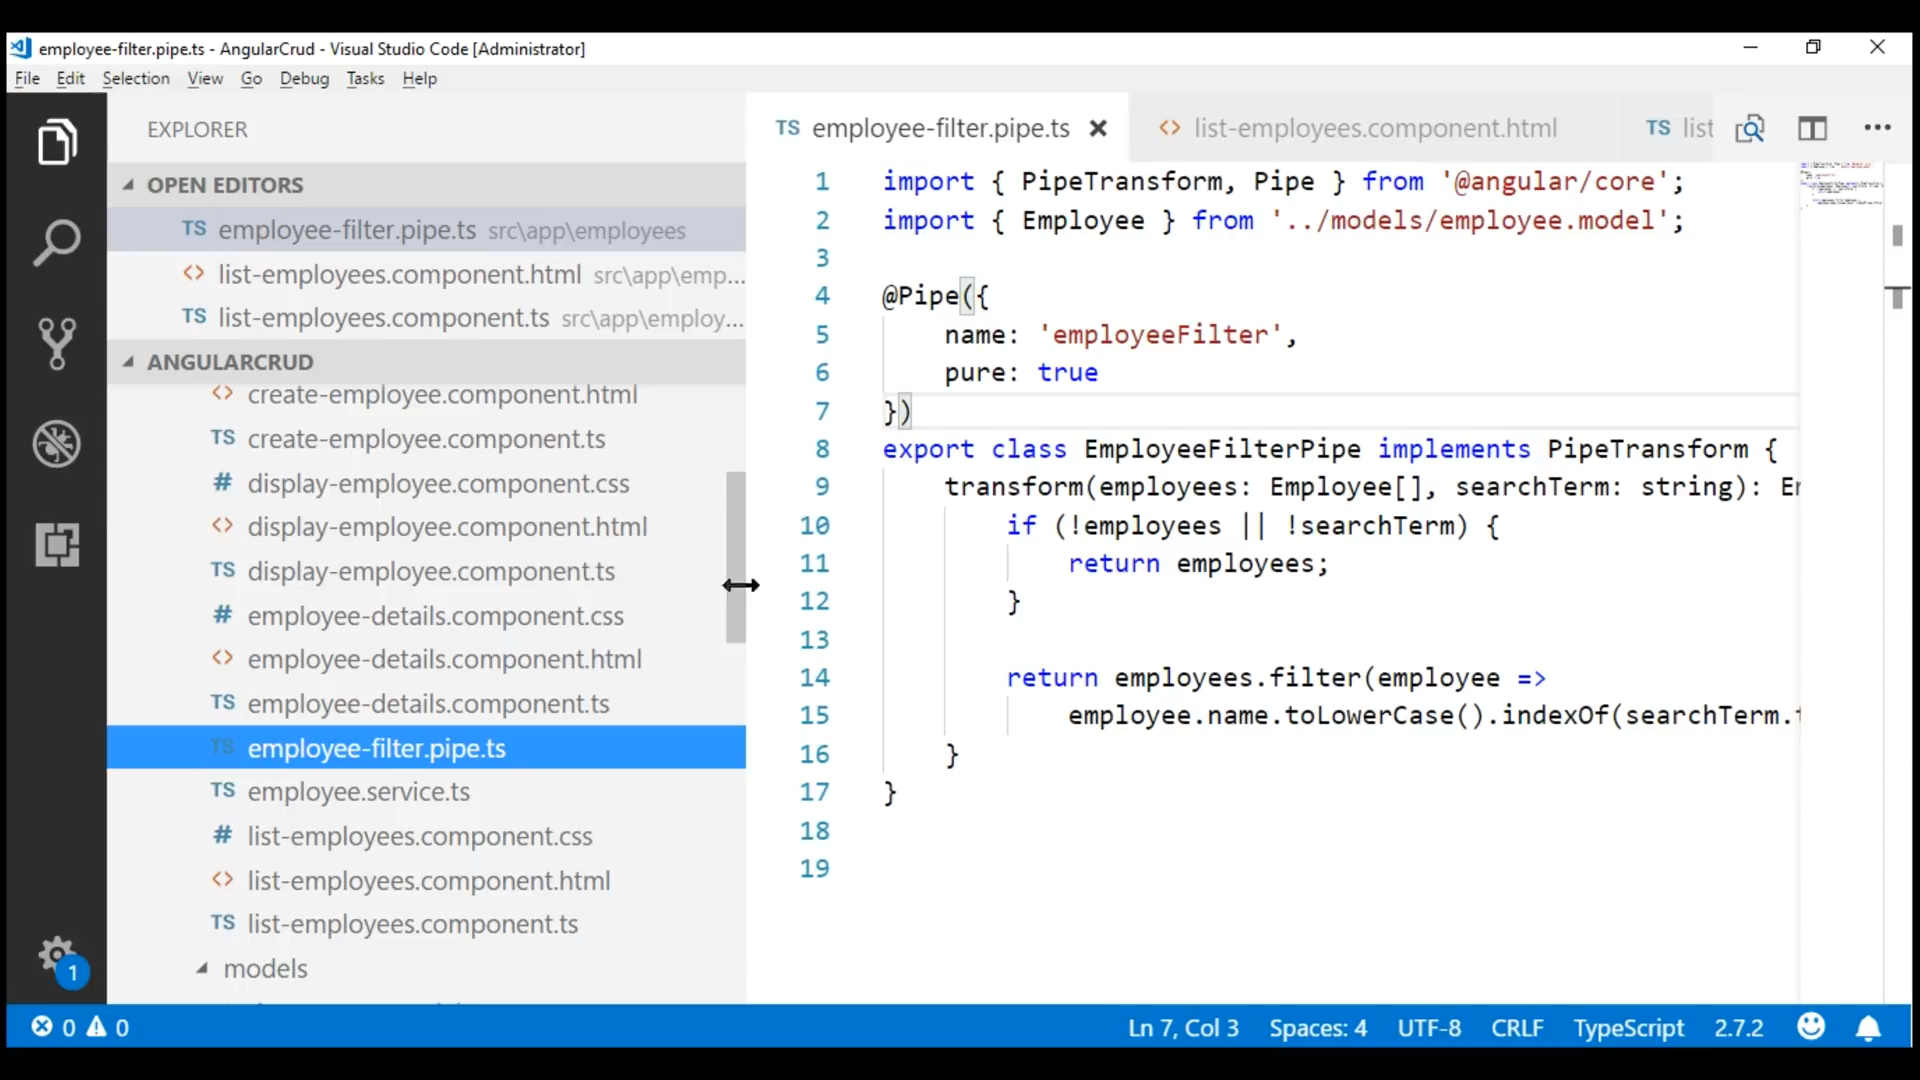 employee-filter.pipe.ts - AngularCrud - Visual Studio Code [Administrator]
File Edit Selection View Go Debug Tasks Help
EXPLORER
OPEN EDITORS
TS employee-filter.pipe.ts src\app\employees
<> list-employees.component.html src\app\emp...
TS list-employees.component.ts src\app\employ...
ANGULARCRUD
<> create-employee.component.html
TS create-employee.component.ts
# display-employee.component.css
<> display-employee.component.html
TS display-employee.component.ts
# employee-details.component.css
<> employee-details.component.html
TS employee-details.component.ts
TS employee-filter.pipe.ts
TS employee.service.ts
# list-employees.component.css
<> list-employees.component.html
TS list-employees.component.ts
models
1
TS employee-filter.pipe.ts <> list-employees.component.html TS list
1 import { PipeTransform, Pipe } from '@angular/core';
2 import { Employee } from '../models/employee.model';
3
4 @Pipe({
5 name: 'employeeFilter',
6 pure: true
7 })
8 export class EmployeeFilterPipe implements PipeTransform {
9 transform(employees: Employee[], searchTerm: string): Em
10 if (!employees || !searchTerm) {
11 return employees;
12 }
13
14 return employees.filter(employee =>
15 employee.name.toLowerCase().indexOf(searchTerm.t
16 }
17 }
18
19
0 0 Ln 7, Col 3 Spaces: 4 UTF-8 CRLF TypeScript 2.7.2